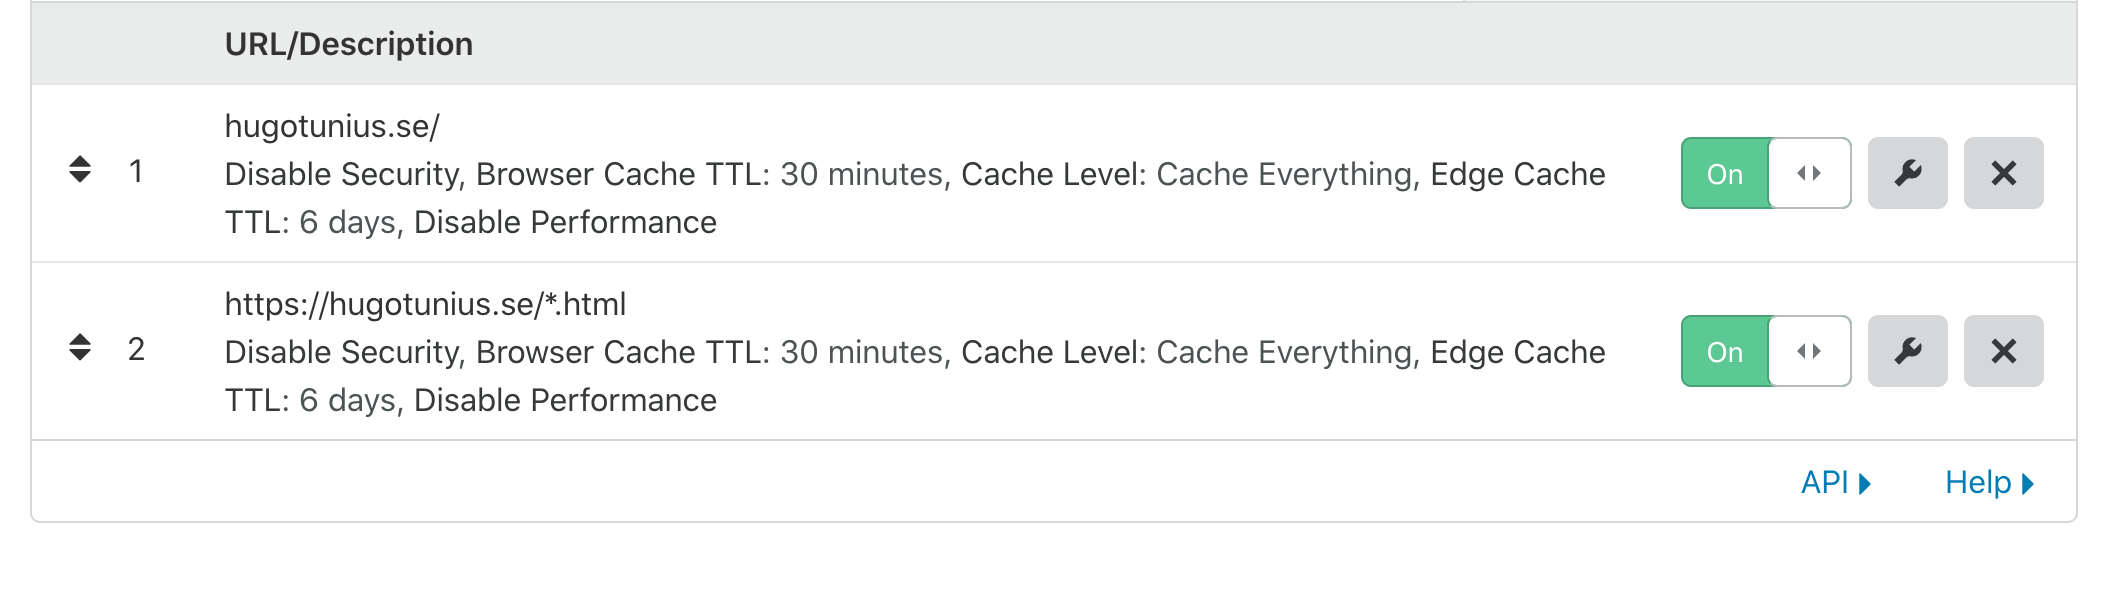 URL/Description
1
hugotunius.se/
Disable Security, Browser Cache TTL: 30 minutes, Cache Level: Cache Everything, Edge Cache
TTL: 6 days, Disable Performance
On
2
https://hugotunius.se/*.html
Disable Security, Browser Cache TTL: 30 minutes, Cache Level: Cache Everything, Edge Cache
TTL: 6 days, Disable Performance
On
API
Help